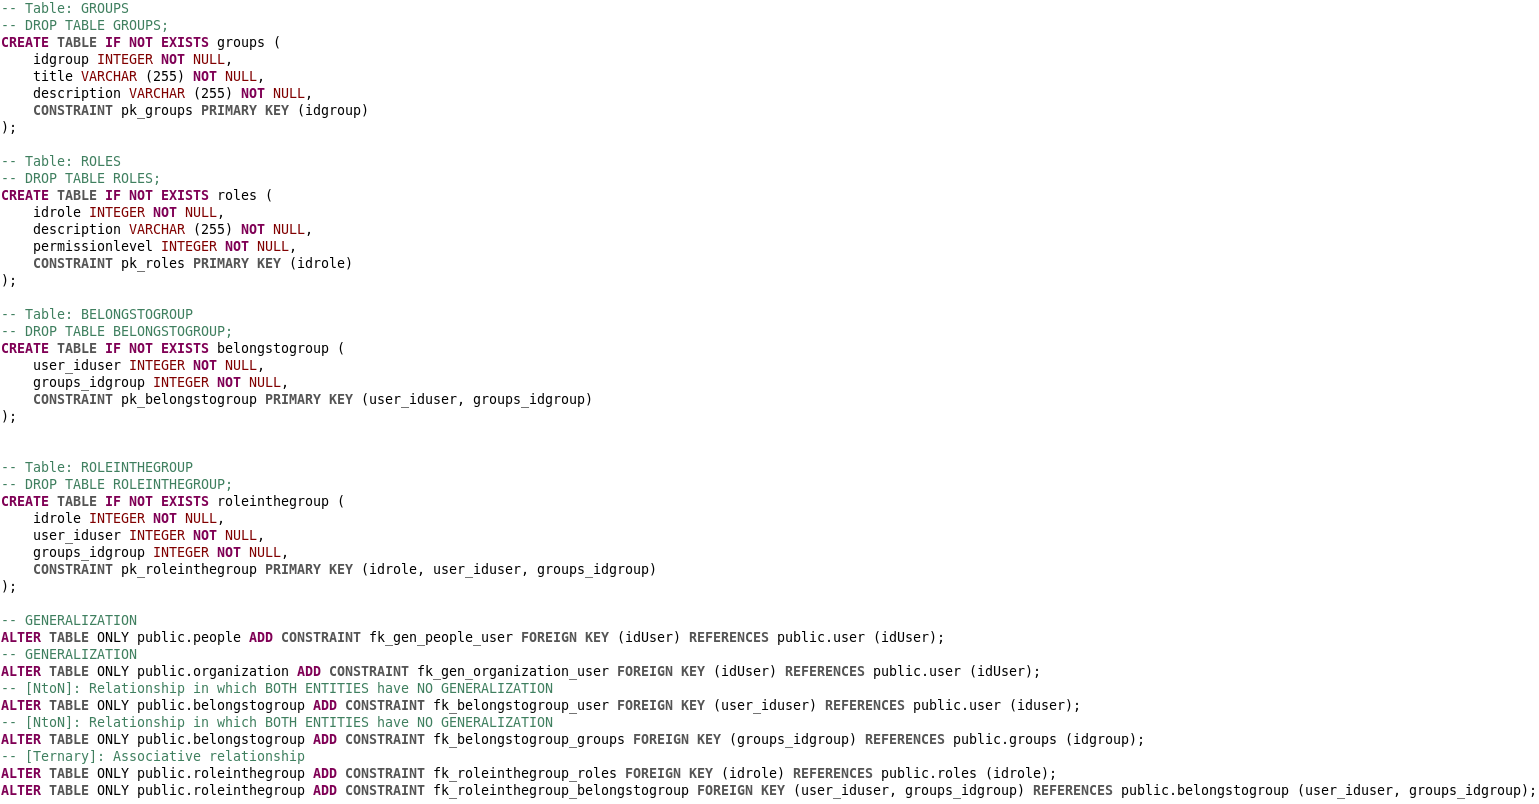 -- Table: GROUPS
-- DROP TABLE GROUPS;
CREATE TABLE IF NOT EXISTS groups (
    idgroup INTEGER NOT NULL,
    title VARCHAR (255) NOT NULL,
    description VARCHAR (255) NOT NULL,
    CONSTRAINT pk_groups PRIMARY KEY (idgroup)
);

-- Table: ROLES
-- DROP TABLE ROLES;
CREATE TABLE IF NOT EXISTS roles (
    idrole INTEGER NOT NULL,
    description VARCHAR (255) NOT NULL,
    permissionlevel INTEGER NOT NULL,
    CONSTRAINT pk_roles PRIMARY KEY (idrole)
);

-- Table: BELONGSTOGROUP
-- DROP TABLE BELONGSTOGROUP;
CREATE TABLE IF NOT EXISTS belongstogroup (
    user_iduser INTEGER NOT NULL,
    groups_idgroup INTEGER NOT NULL,
    CONSTRAINT pk_belongstogroup PRIMARY KEY (user_iduser, groups_idgroup)
);


-- Table: ROLEINTHEGROUP
-- DROP TABLE ROLEINTHEGROUP;
CREATE TABLE IF NOT EXISTS roleinthegroup (
    idrole INTEGER NOT NULL,
    user_iduser INTEGER NOT NULL,
    groups_idgroup INTEGER NOT NULL,
    CONSTRAINT pk_roleinthegroup PRIMARY KEY (idrole, user_iduser, groups_idgroup)
);

-- GENERALIZATION
ALTER TABLE ONLY public.people ADD CONSTRAINT fk_gen_people_user FOREIGN KEY (idUser) REFERENCES public.user (idUser);
-- GENERALIZATION
ALTER TABLE ONLY public.organization ADD CONSTRAINT fk_gen_organization_user FOREIGN KEY (idUser) REFERENCES public.user (idUser);
-- [NtoN]: Relationship in which BOTH ENTITIES have NO GENERALIZATION
ALTER TABLE ONLY public.belongstogroup ADD CONSTRAINT fk_belongstogroup_user FOREIGN KEY (user_iduser) REFERENCES public.user (iduser);
-- [NtoN]: Relationship in which BOTH ENTITIES have NO GENERALIZATION
ALTER TABLE ONLY public.belongstogroup ADD CONSTRAINT fk_belongstogroup_groups FOREIGN KEY (groups_idgroup) REFERENCES public.groups (idgroup);
-- [Ternary]: Associative relationship
ALTER TABLE ONLY public.roleinthegroup ADD CONSTRAINT fk_roleinthegroup_roles FOREIGN KEY (idrole) REFERENCES public.roles (idrole);
ALTER TABLE ONLY public.roleinthegroup ADD CONSTRAINT fk_roleinthegroup_belongstogroup FOREIGN KEY (user_iduser, groups_idgroup) REFERENCES public.belongstogroup (user_iduser, groups_idgroup);